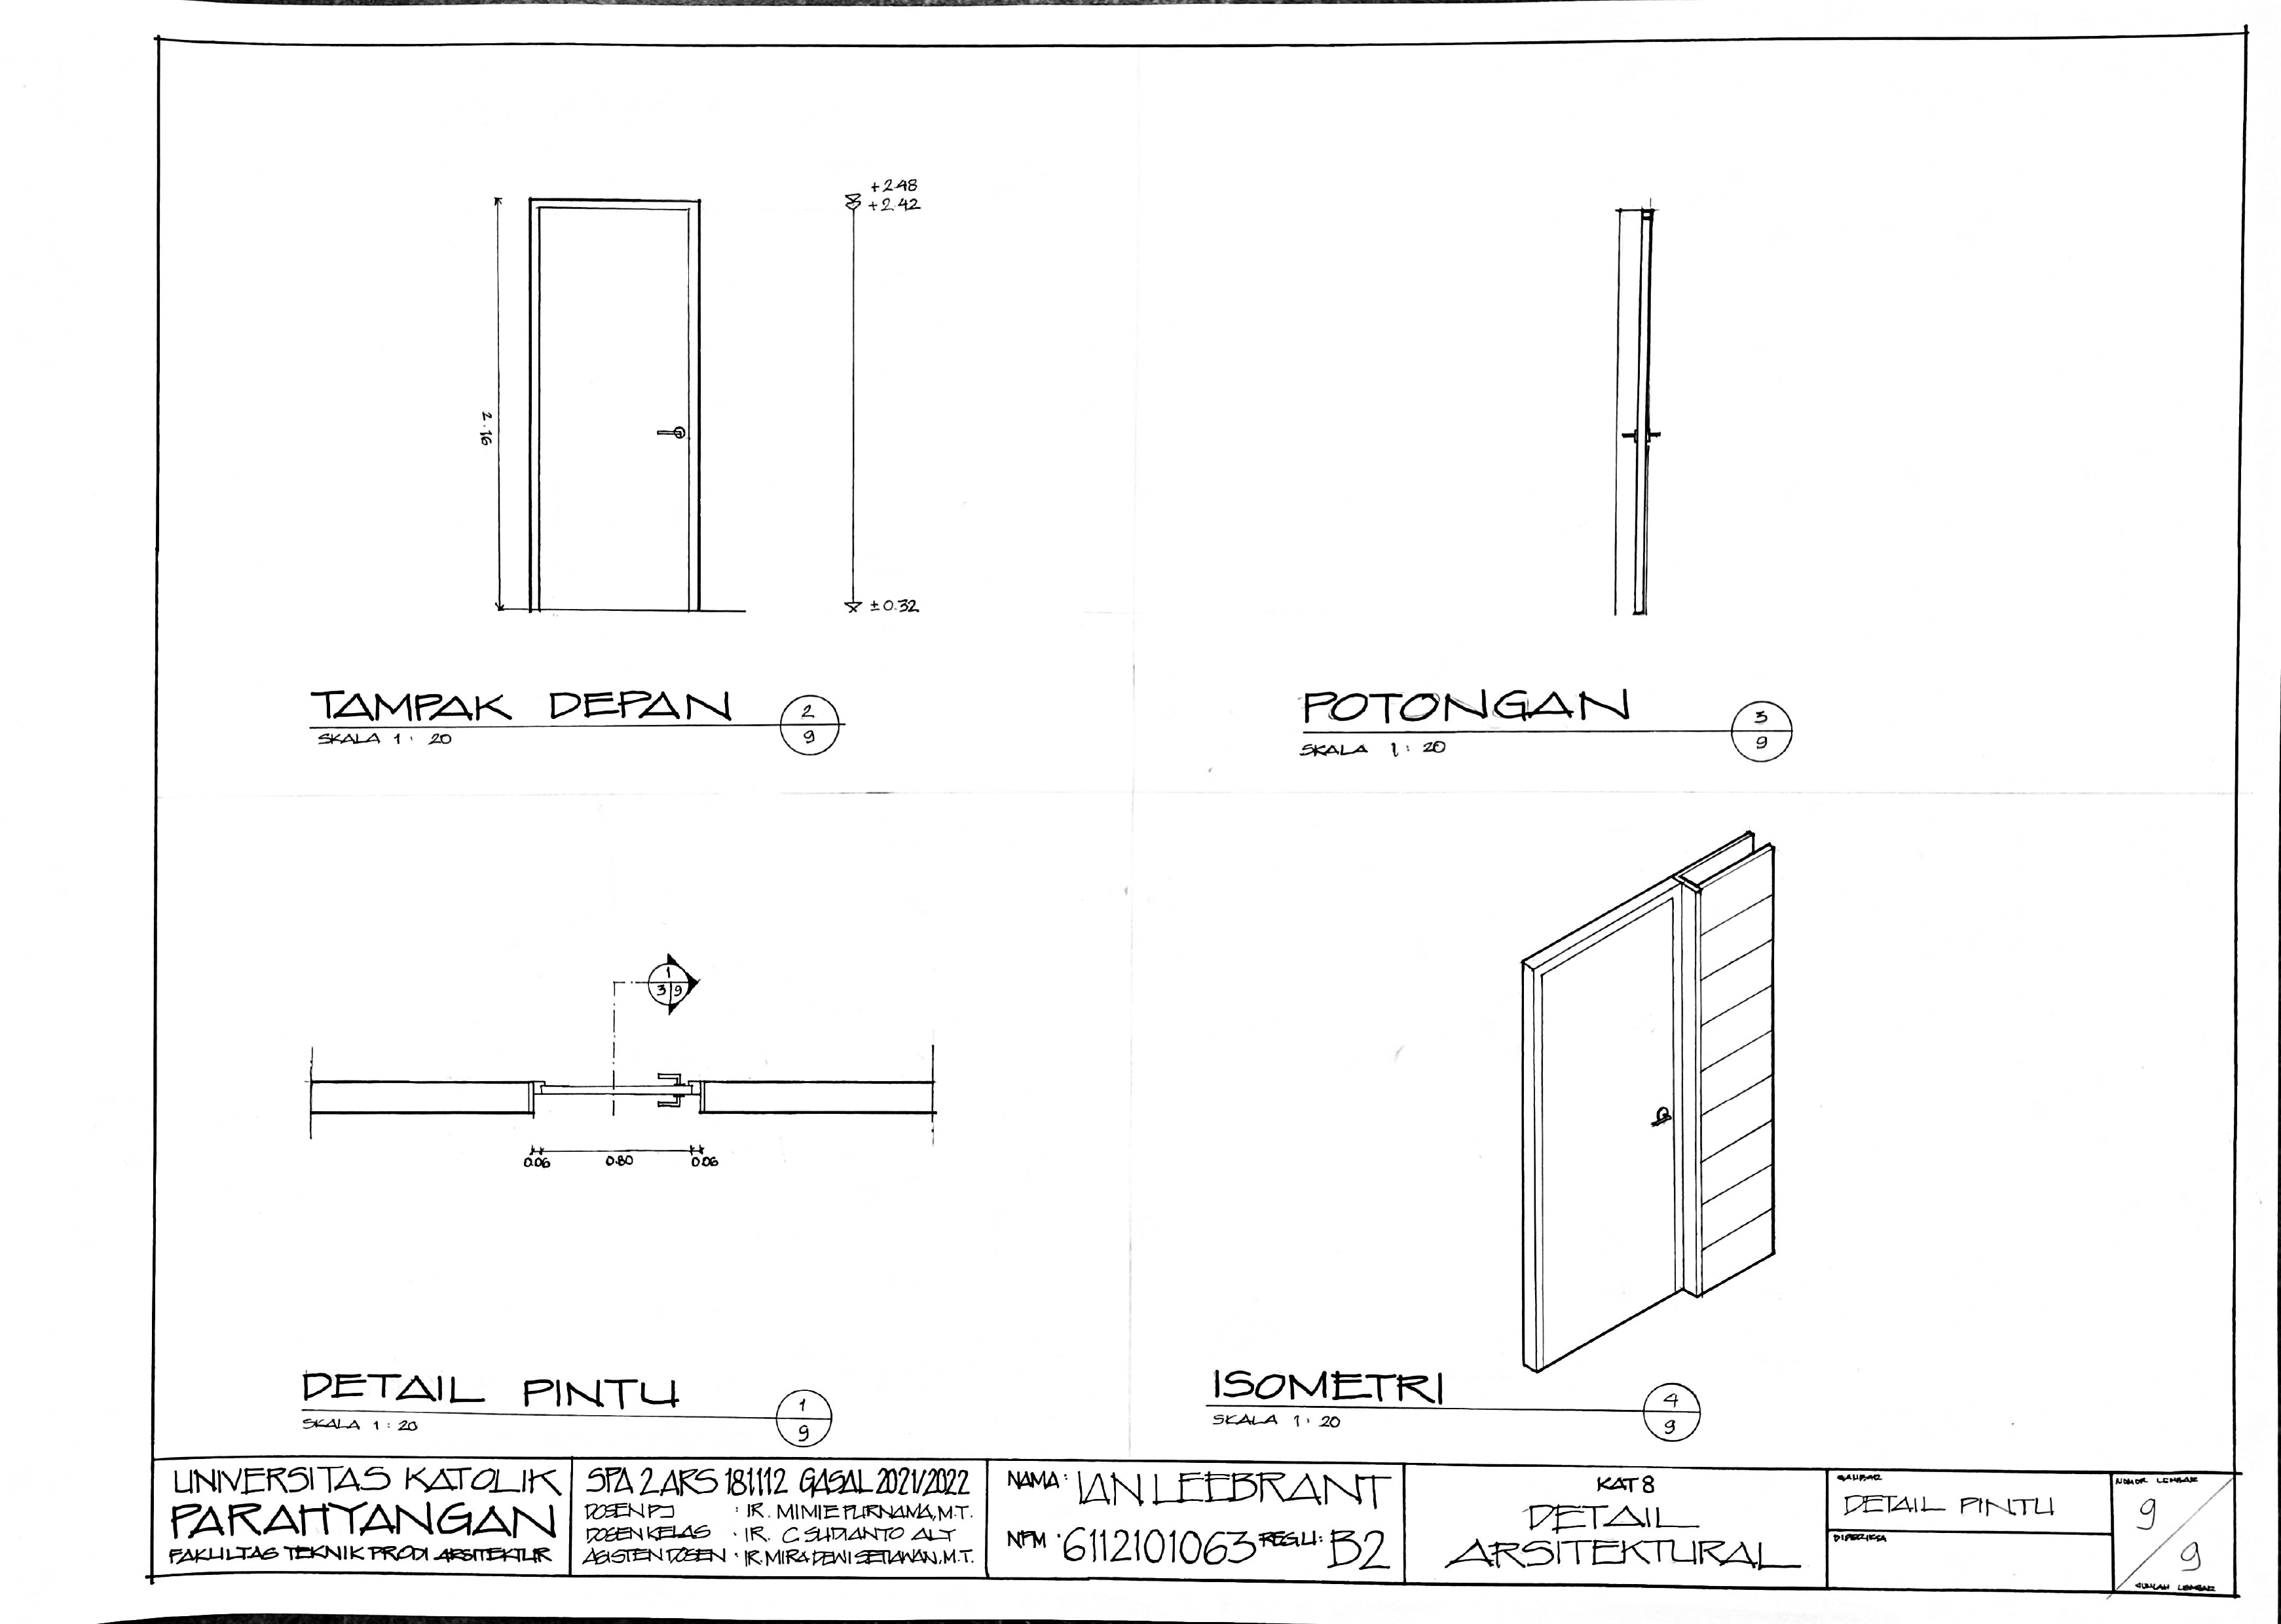 +2.48
+2.42
2.16
±0.32
TAMPAK DEPAN
2
9
SKALA 1 : 20
POTONGAN
3
9
SKALA 1 : 20
1
3 9
0.06 0.80 0.06
DETAIL PINTU
1
9
SKALA 1 : 20
ISOMETRI
4
9
SKALA 1 : 20
UNIVERSITAS KATOLIK
PARAHYANGAN
FAKULTAS TEKNIK PRODI ARSITEKTUR
SPA 2 ARS 181112 GASAL 2021/2022
DOSEN PJ : IR. MIMIE PURNAMA, M.T.
DOSEN KELAS : IR. C SUDIANTO ALY
ASISTEN DOSEN : IR. MIRA DEWI SETIAWAN, M.T.
NAMA : IAN LEEBRANT
NPM : 6112101063 REGU : B2
KAT 8
DETAIL
ARSITEKTURAL
GAMBAR
DETAIL PINTU
DIPERIKSA
NOMOR LEMBAR
9
9
JUMLAH LEMBAR